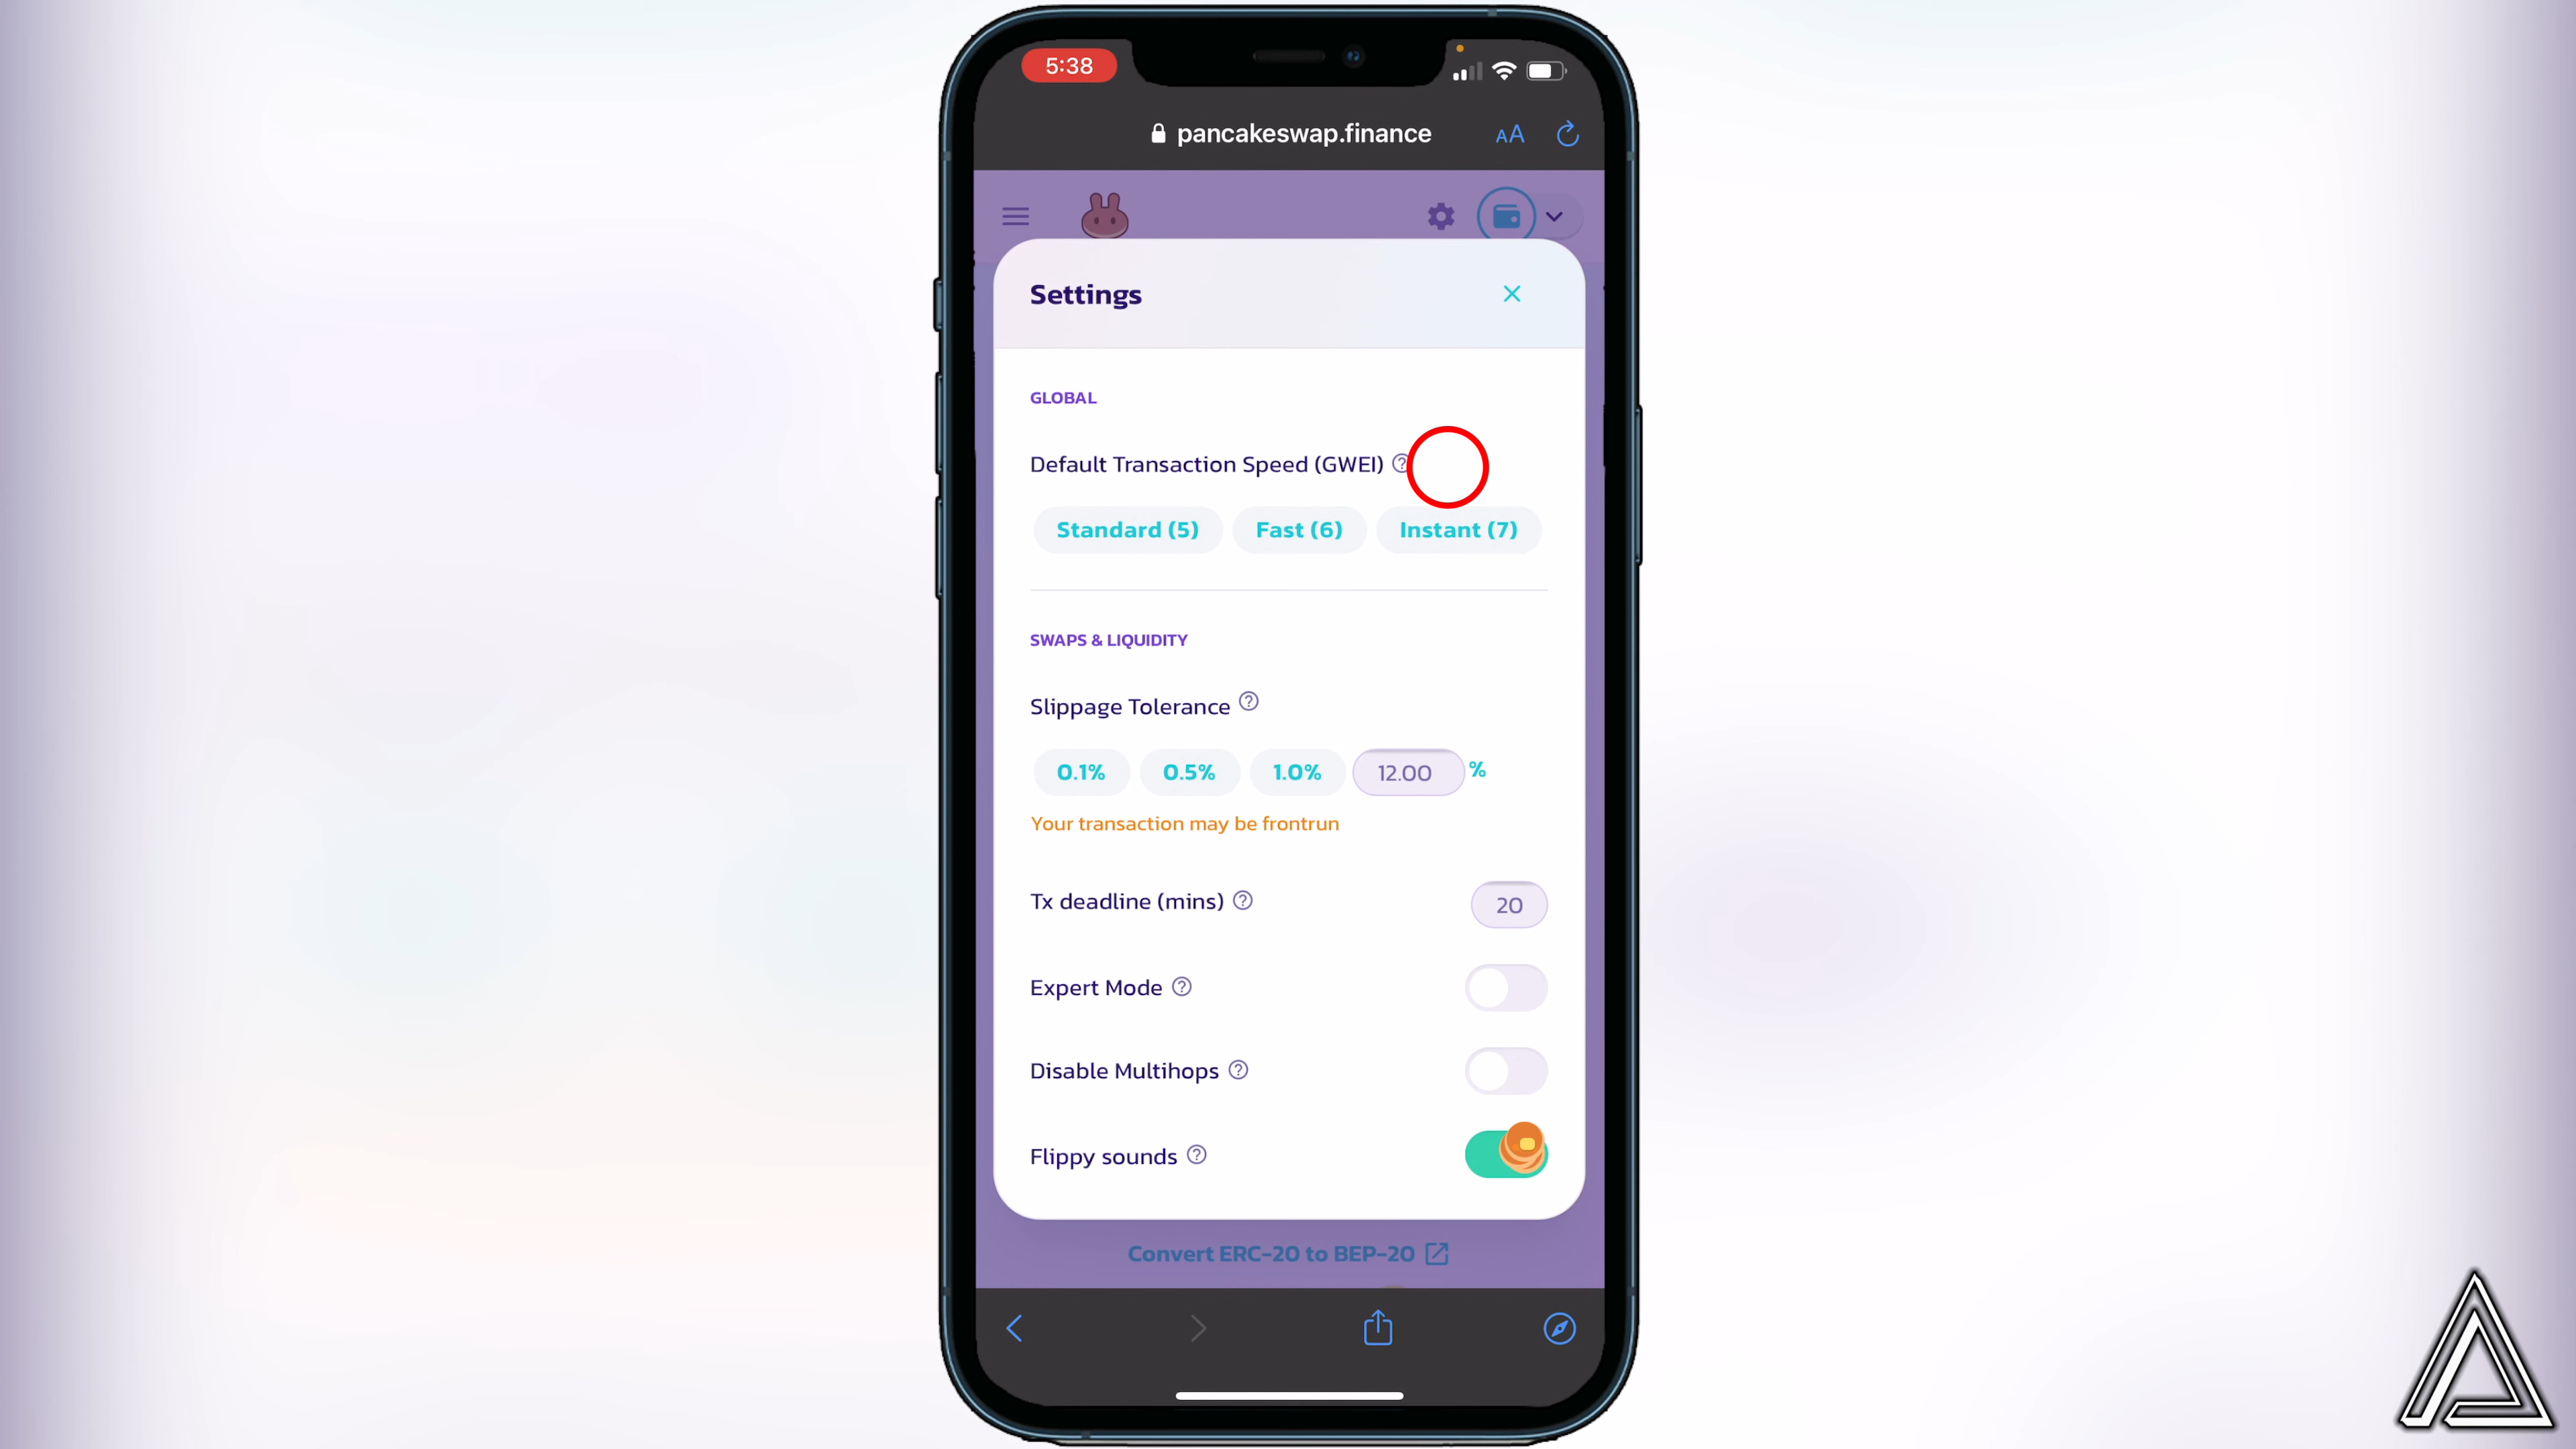 5:38
pancakeswap.finance AA
Settings
GLOBAL
Default Transaction Speed (GWEI)
Standard (5) Fast (6) Instant (7)
SWAPS & LIQUIDITY
Slippage Tolerance
0.1% 0.5% 1.0% 12.00 %
Your transaction may be frontrun
Tx deadline (mins) 20
Expert Mode
Disable Multihops
Flippy sounds
Convert ERC-20 to BEP-20